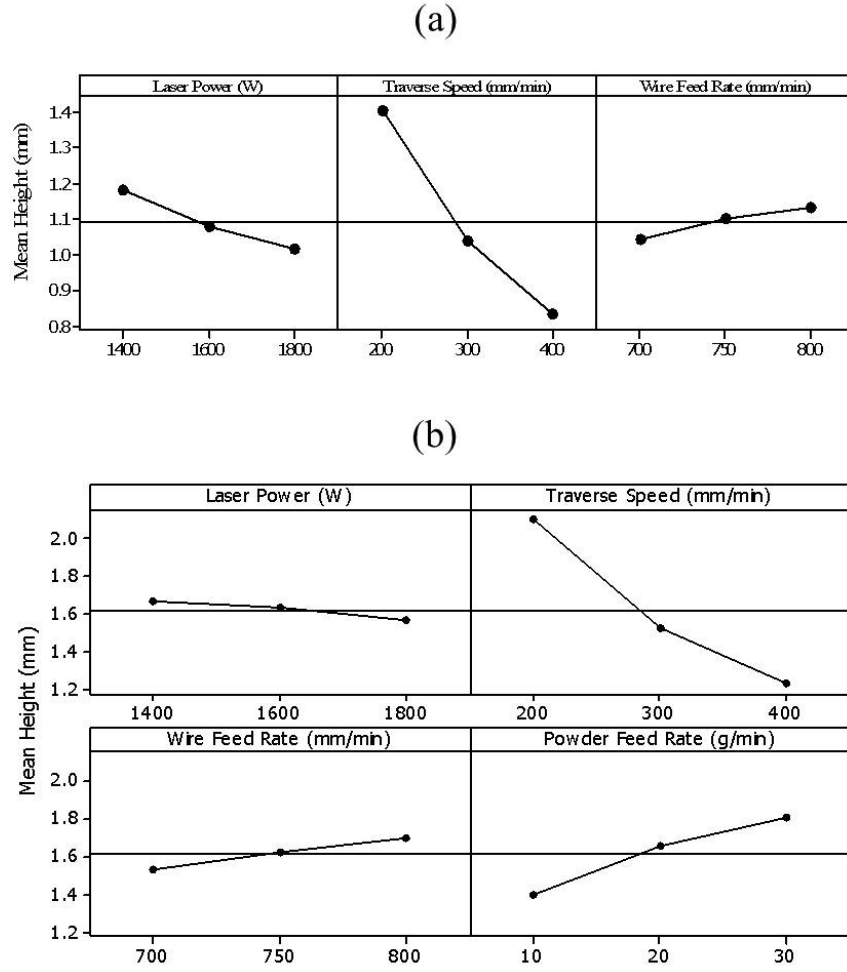 (a)
Laser Power (W) Traverse Speed (mm/min) Wire Feed Rate (mm/min)
Mean Height (mm)
1.4
1.3
1.2
1.1
1.0
0.9
0.8
1400 1600 1800 200 300 400 700 750 800
(b)
Laser Power (W) Traverse Speed (mm/min)
Mean Height (mm)
2.0
1.8
1.6
1.4
1.2
1400 1600 1800 200 300 400
Wire Feed Rate (mm/min) Powder Feed Rate (g/min)
2.0
1.8
1.6
1.4
1.2
700 750 800 10 20 30